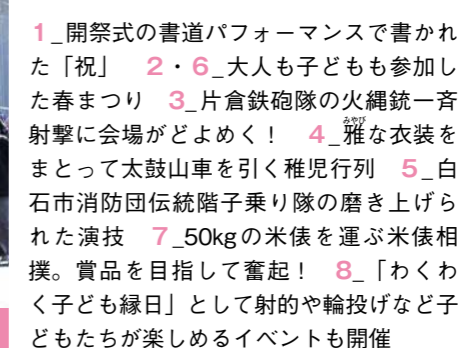 1_開祭式の書道パフォーマンスで書かれ
た「祝」　2・6_大人も子どもも参加し
た春まつり　3_片倉鉄砲隊の火縄銃一斉
射撃に会場がどよめく！　4_雅な衣装を
まとって太鼓山車を引く稚児行列　5_白
石市消防団伝統階子乗り隊の磨き上げら
れた演技　7_50kgの米俵を運ぶ米俵相
撲。賞品を目指して奮起！　8_「わくわ
く子ども縁日」として射的や輪投げなど子
どもたちが楽しめるイベントも開催